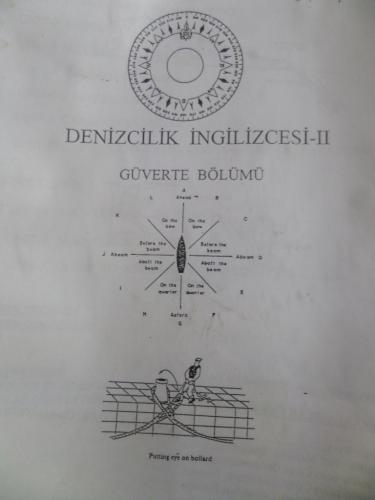 DENİZCİLİK İNGİLİZCESİ-II
GÜVERTE BÖLÜMÜ
A
L Ahead B
K On the bow On the bow C
Before the beam Before the beam
J Abeam Abeam D
Abaft the beam Abaft the beam
I On the quarter On the quarter E
M Astern F
G
Putting eye on bollard